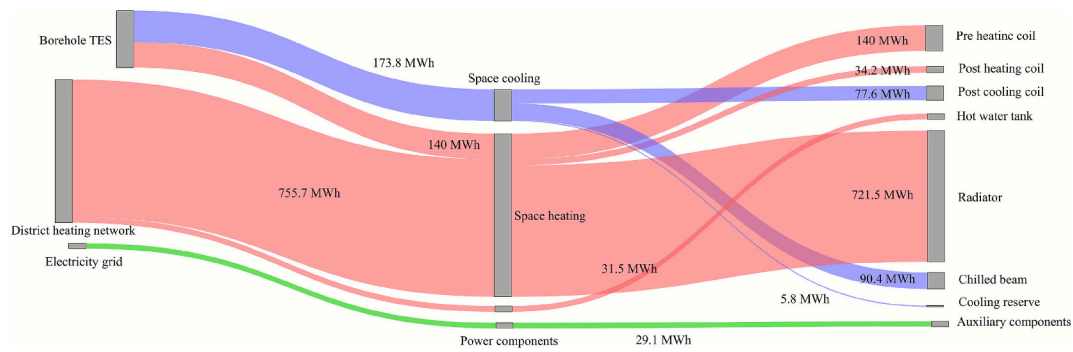 Borehole TES
140 MWh
Pre heatinc coil
173.8 MWh
Space cooling
34.2 MWh
Post heating coil
77.6 MWh
Post cooling coil
Hot water tank
140 MWh
755.7 MWh
721.5 MWh
Radiator
Space heating
District heating network
Electricity grid
31.5 MWh
90.4 MWh
Chilled beam
5.8 MWh
Cooling reserve
Auxiliary components
Power components
29.1 MWh